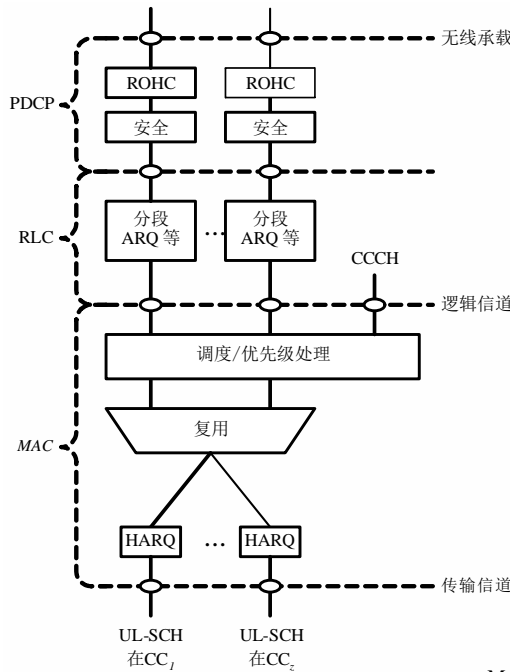 无线承载
ROHC
ROHC
PDCP
安全
安全
分段
ARQ 等
...
分段
ARQ 等
RLC
CCCH
逻辑信道
调度/优先级处理
复用
MAC
HARQ
...
HARQ
传输信道
UL-SCH
在CC1
UL-SCH
在CCz
M